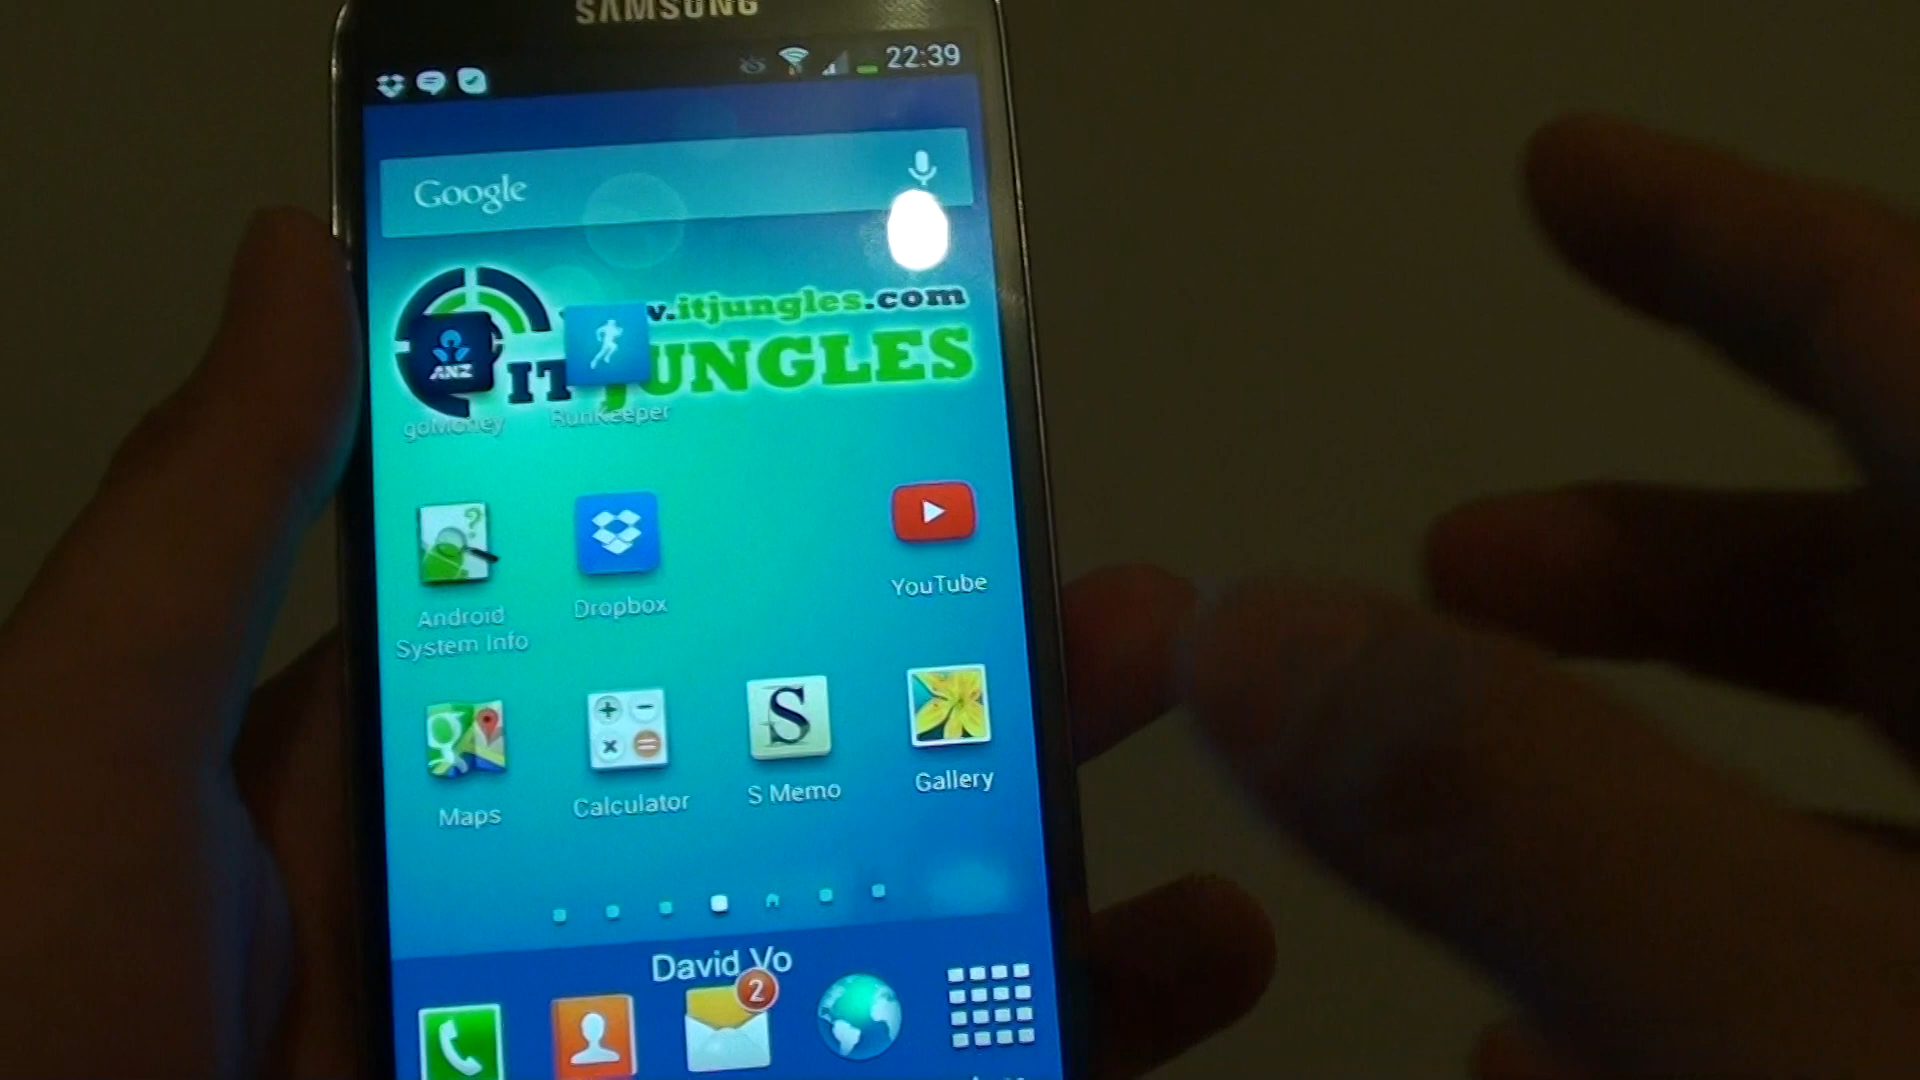 SAMSUNG
22:39
Google
w.itjungles.com
IT JUNGLES
ANZ
goMoney
RunKeeper
Android
System Info
Dropbox
YouTube
Maps
Calculator
S
S Memo
Gallery
David Vo
2